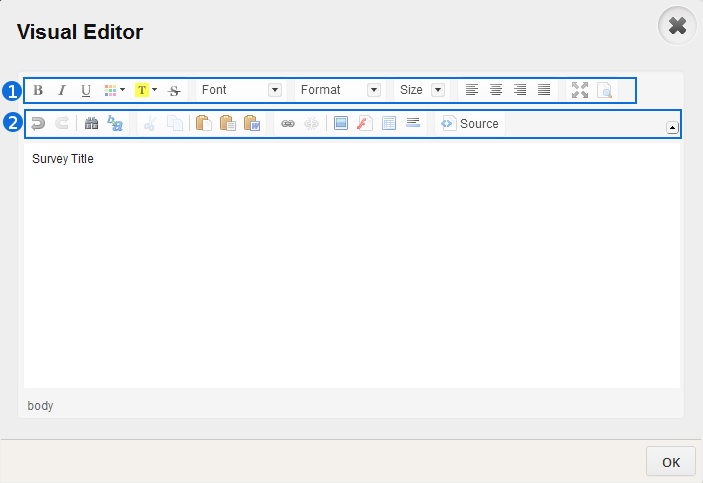 Visual Editor
1 B I U T S Font Format Size
2 b a W Source
Survey Title
body
OK